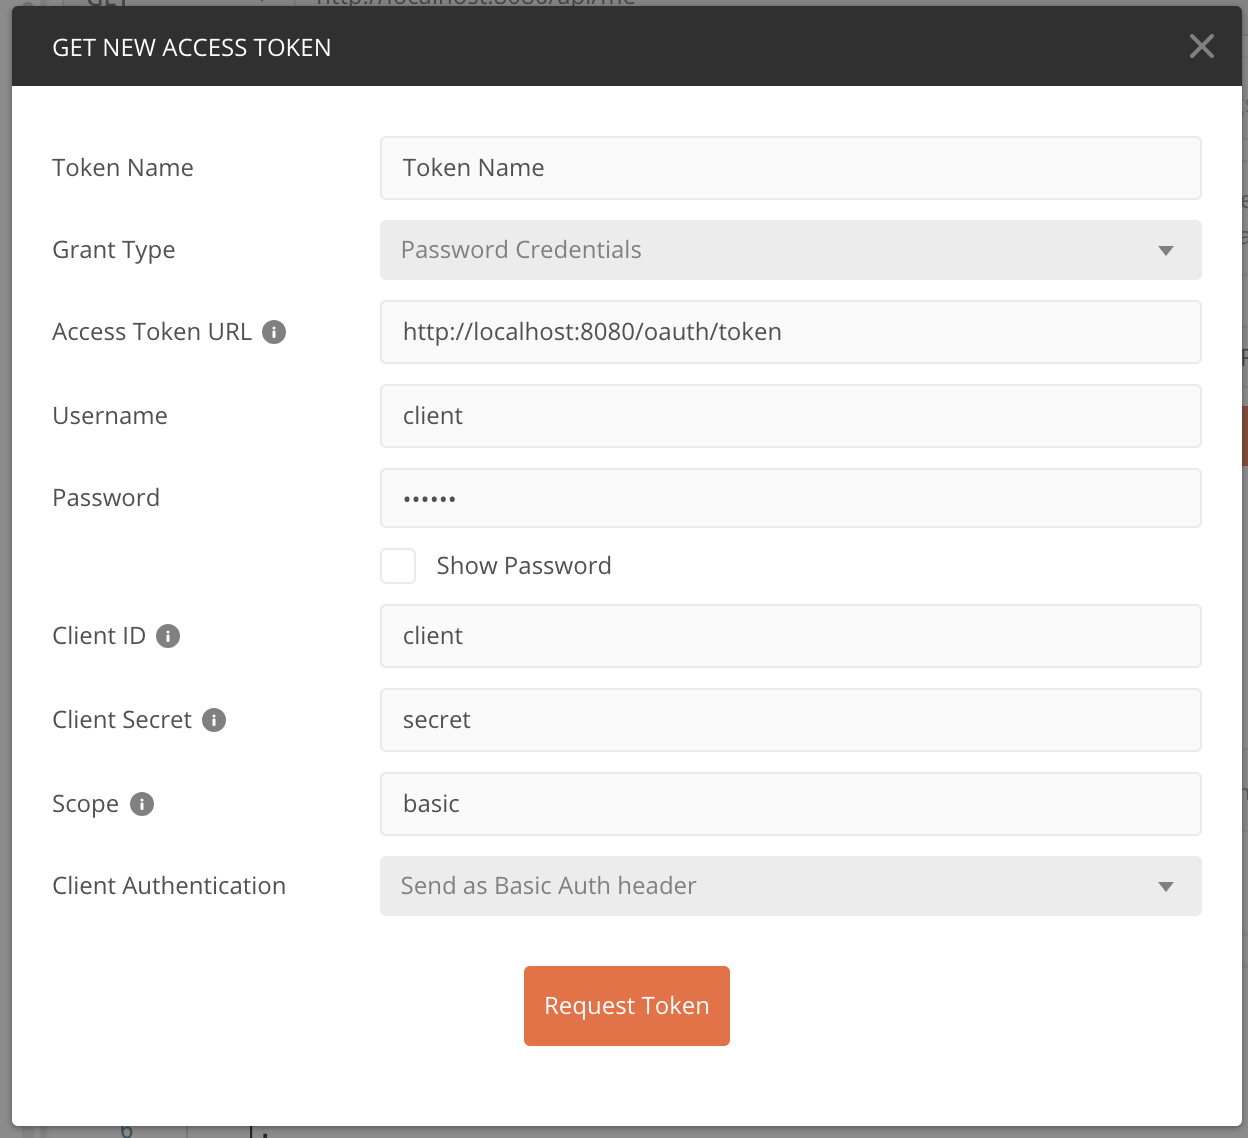 GET NEW ACCESS TOKEN
Token Name Token Name
Grant Type Password Credentials
Access Token URL http://localhost:8080/oauth/token
Username client
Password ••••••
Show Password
Client ID client
Client Secret secret
Scope basic
Client Authentication Send as Basic Auth header
Request Token
6